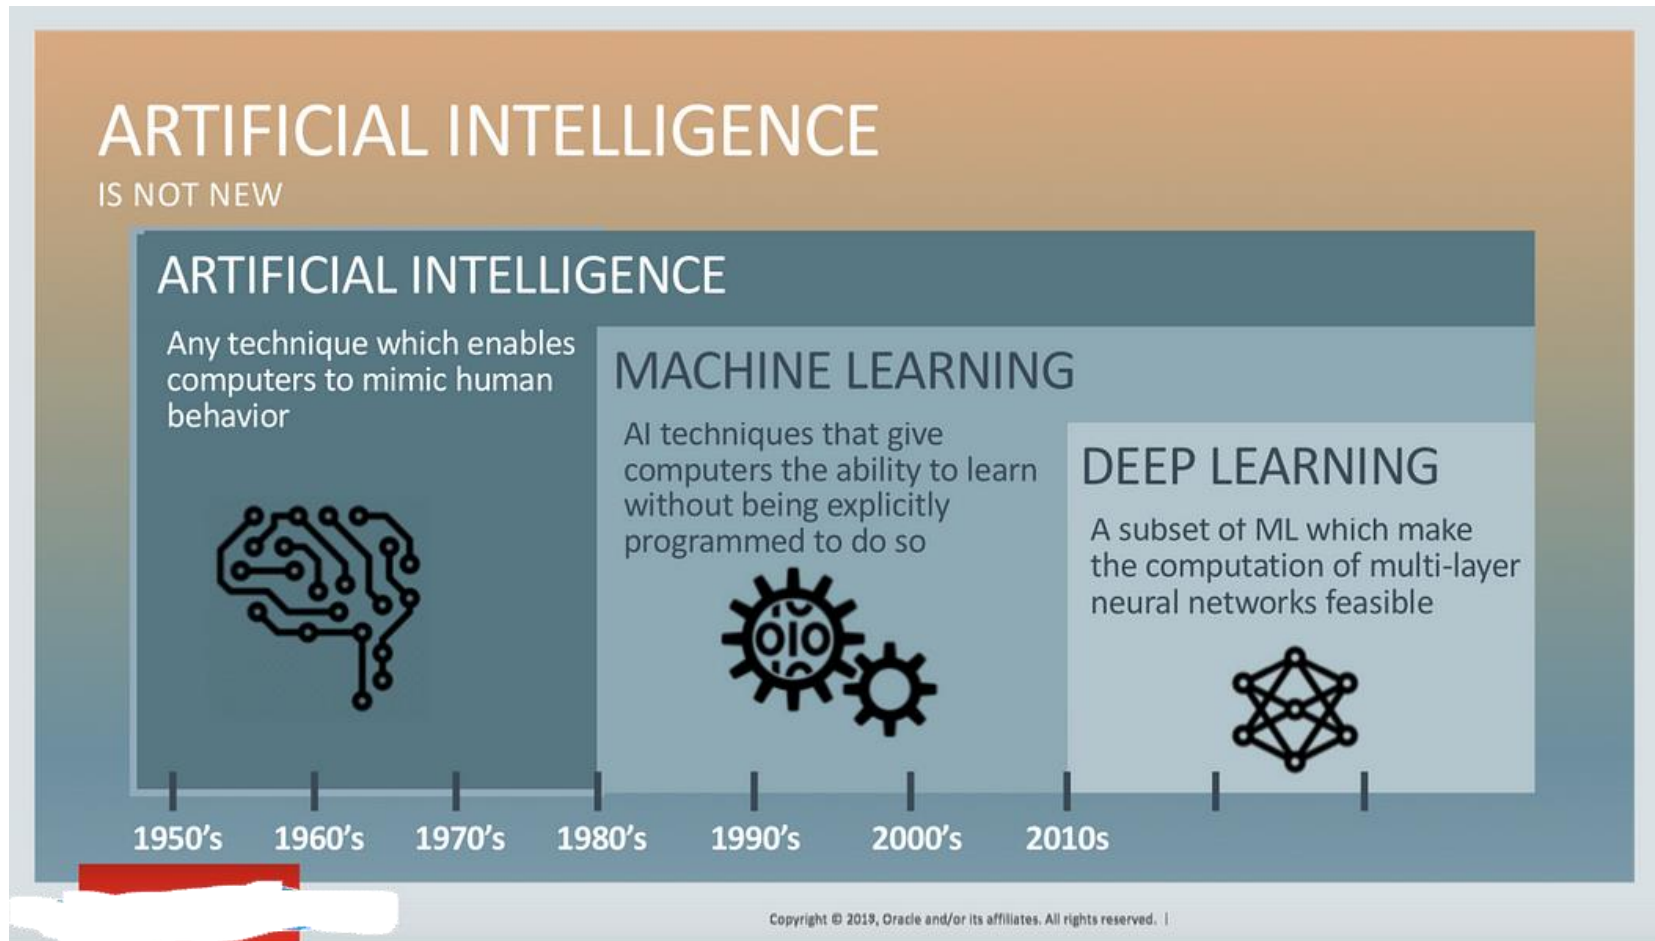 ARTIFICIAL INTELLIGENCE
IS NOT NEW
ARTIFICIAL INTELLIGENCE
Any technique which enables
computers to mimic human
behavior
MACHINE LEARNING
AI techniques that give
computers the ability to learn
without being explicitly
programmed to do so
OIO
DEEP LEARNING
A subset of ML which make
the computation of multi-layer
neural networks feasible
1950's 1960's 1970's 1980's 1990's 2000's 2010s
Copyright © 2019, Oracle and/or its affiliates. All rights reserved. |